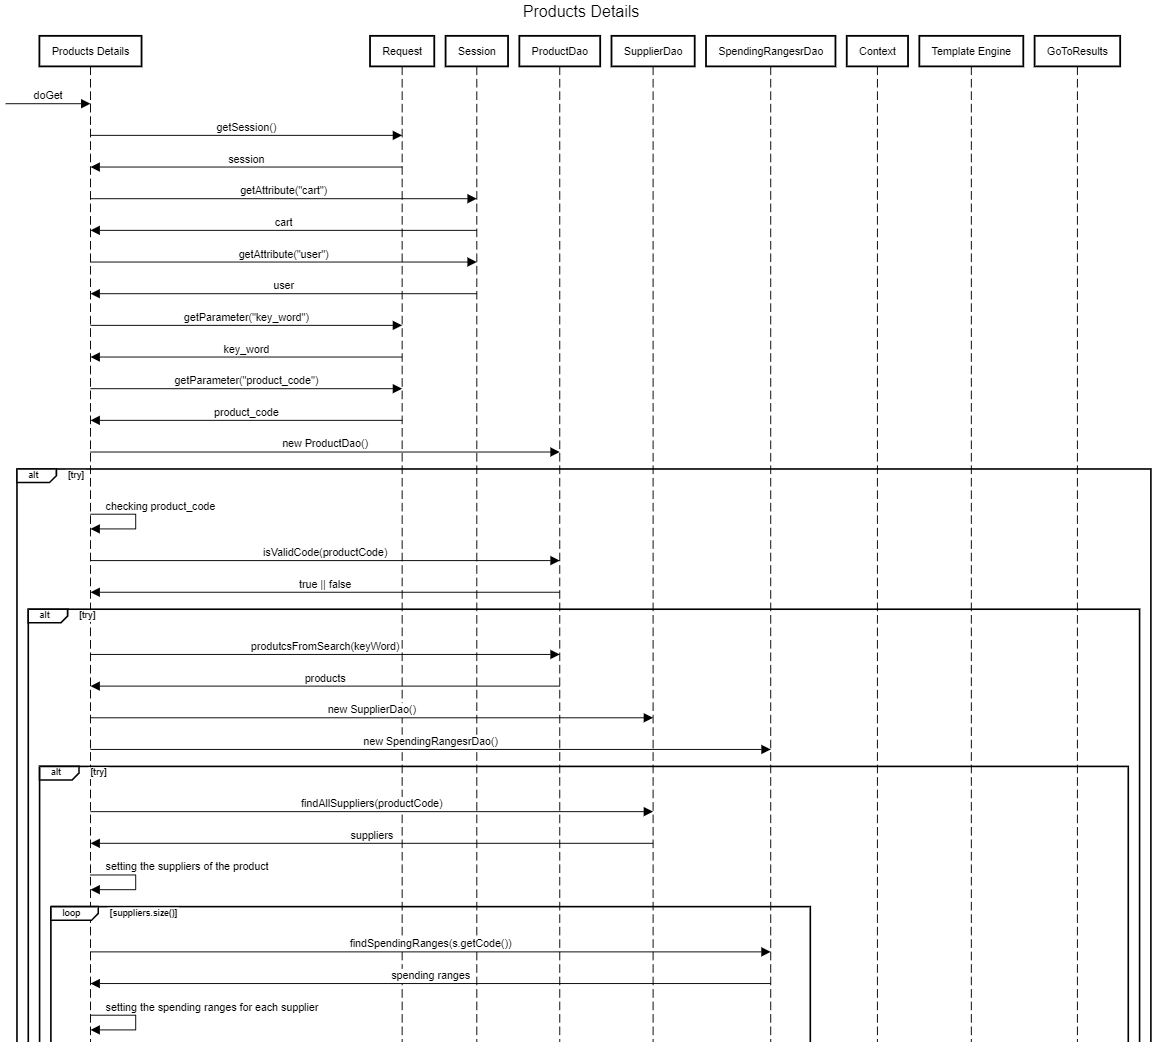 Products Details
Products Details
Request
Session
ProductDao
SupplierDao
SpendingRangesrDao
Context
Template Engine
GoToResults
doGet
getSession()
session
getAttribute("cart")
cart
getAttribute("user")
user
getParameter("key_word")
key_word
getParameter("product_code")
product_code
new ProductDao()
alt [try]
checking product_code
isValidCode(productCode)
true || false
alt [try]
produtcsFromSearch(keyWord)
products
new SupplierDao()
new SpendingRangesrDao()
alt [try]
findAllSuppliers(productCode)
suppliers
setting the suppliers of the product
loop [suppliers.size()]
findSpendingRanges(s.getCode())
spending ranges
setting the spending ranges for each supplier